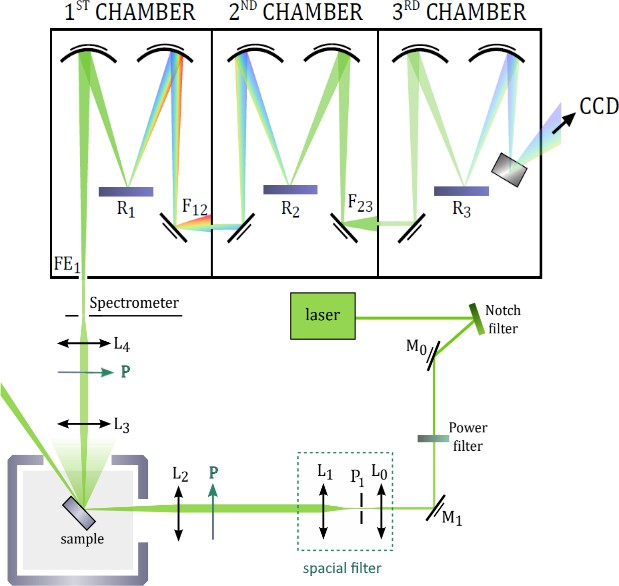 1ST CHAMBER
2ND CHAMBER
3RD CHAMBER
CCD
R1
F12
R2
F23
R3
FE1
Spectrometer
laser
Notch
filter
L4
M0
P
Power
filter
L3
L2
P
L1
P1
L0
M1
sample
spacial filter